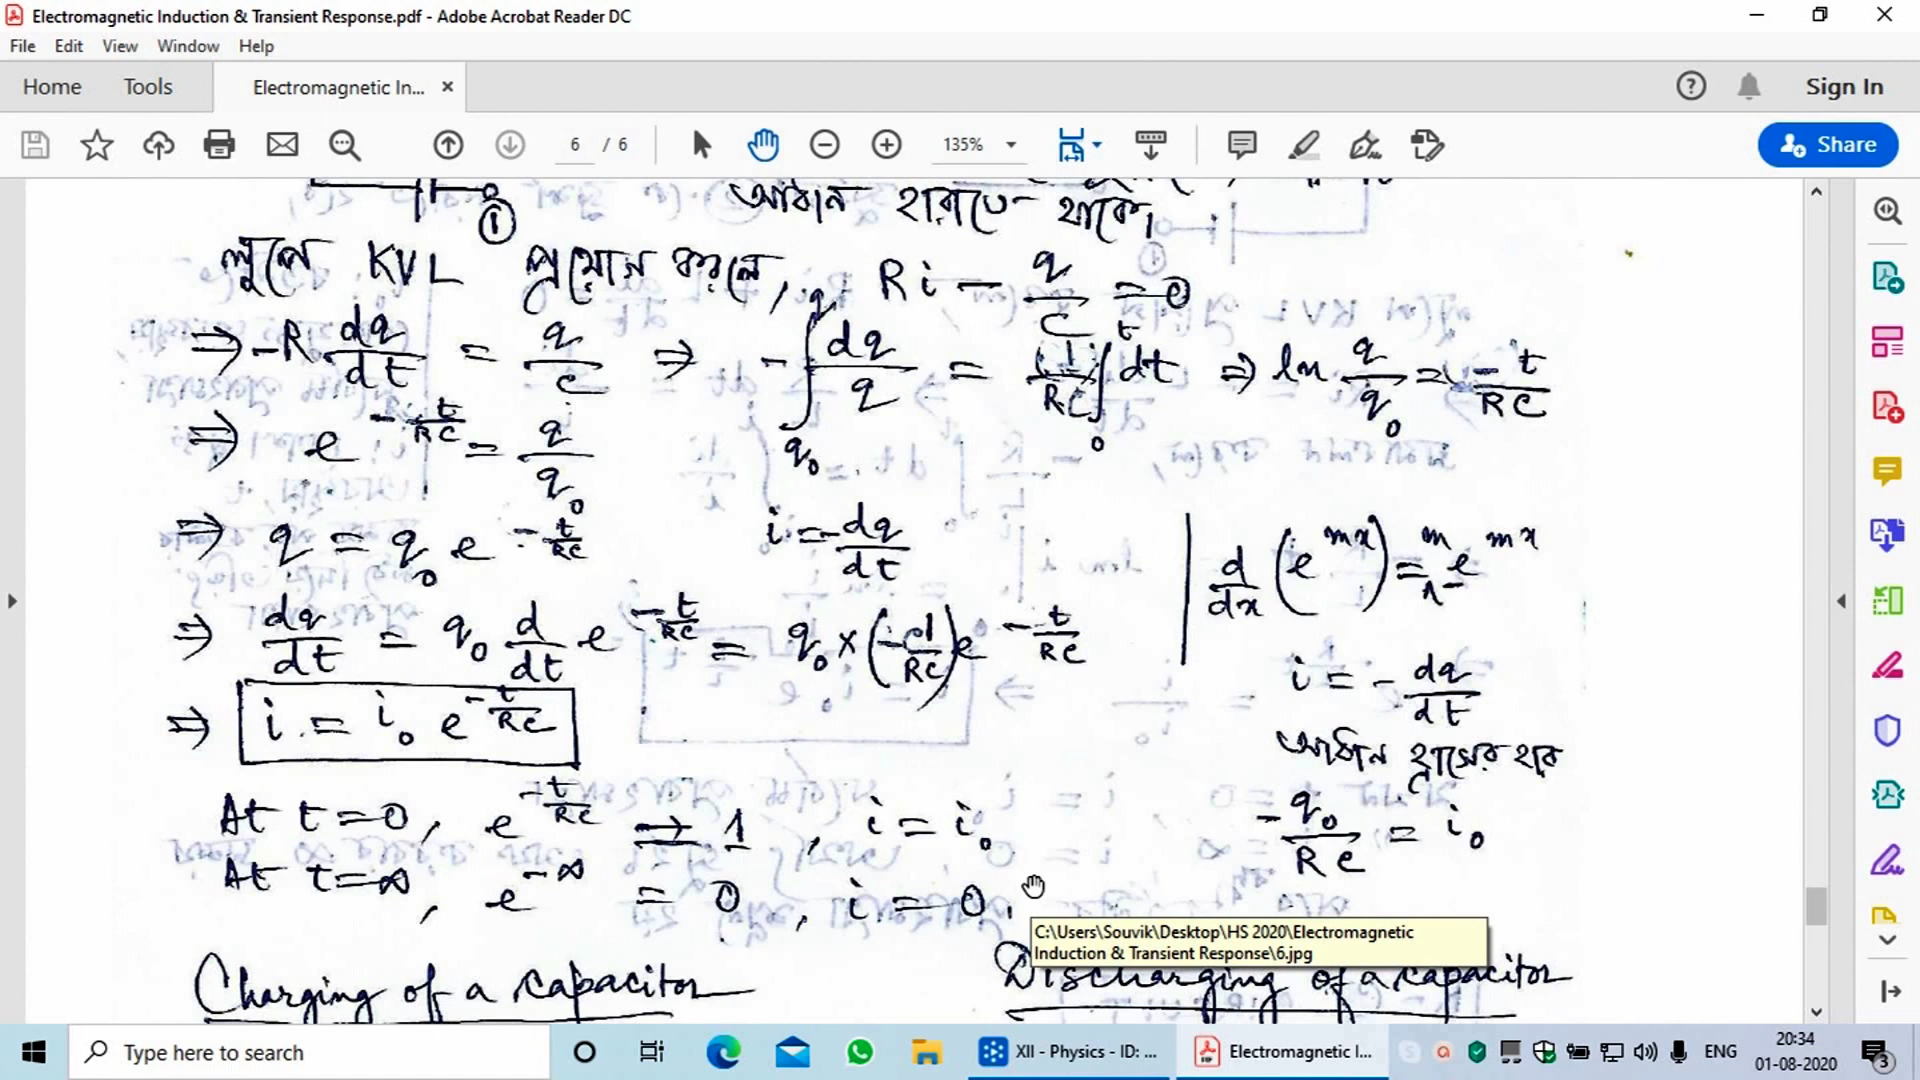 Electromagnetic Induction & Transient Response.pdf - Adobe Acrobat Reader DC
File Edit View Window Help
Home Tools Electromagnetic In... ×
Sign In
6 / 6 135% Share
আধান হারাতে থাকে।
①
লুপে KVL প্রয়োগ করলে, Ri - q/C = 0
⇒ -R dq/dt = q/C ⇒ -∫_{q₀}^{q} dq/q = 1/RC ∫_{0}^{t} dt ⇒ ln q/q₀ = -t/RC
⇒ e^{-t/RC} = q/q₀
⇒ q = q₀ e^{-t/RC} i = -dq/dt | d/dx (e^{mx}) = m e^{mx}
⇒ dq/dt = q₀ d/dt e^{-t/RC} = q₀ × (-1/RC) e^{-t/RC}
i = -dq/dt
⇒ i = i₀ e^{-t/RC}
আধান হ্রাসের হার
At t=0, e^{-t/RC} → 1, i = i₀
-q₀/RC = i₀
At t=∞, e^{-∞} = 0, i = 0.
C:\Users\Souvik\Desktop\HS 2020\Electromagnetic
Induction & Transient Response\6.jpg
Charging of a capacitor Discharging of a capacitor
Type here to search
XII - Physics - ID: ...
Electromagnetic I...
ENG
20:34
01-08-2020
3